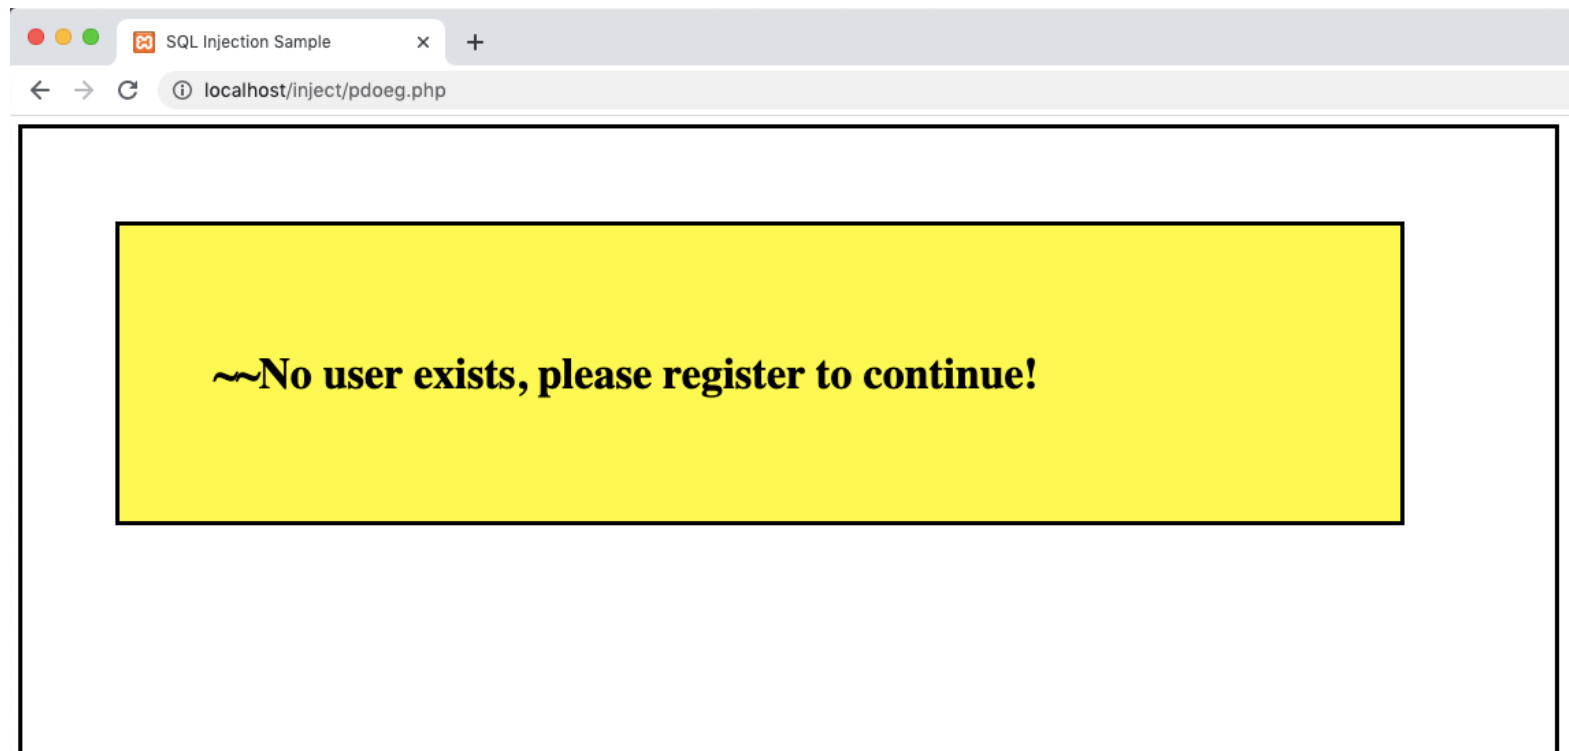 SQL Injection Sample
localhost/inject/pdoeg.php
~~No user exists, please register to continue!